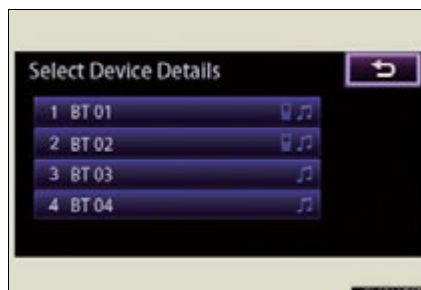 Select Device Details
1 BT 01
2 BT 02
3 BT 03
4 BT 04